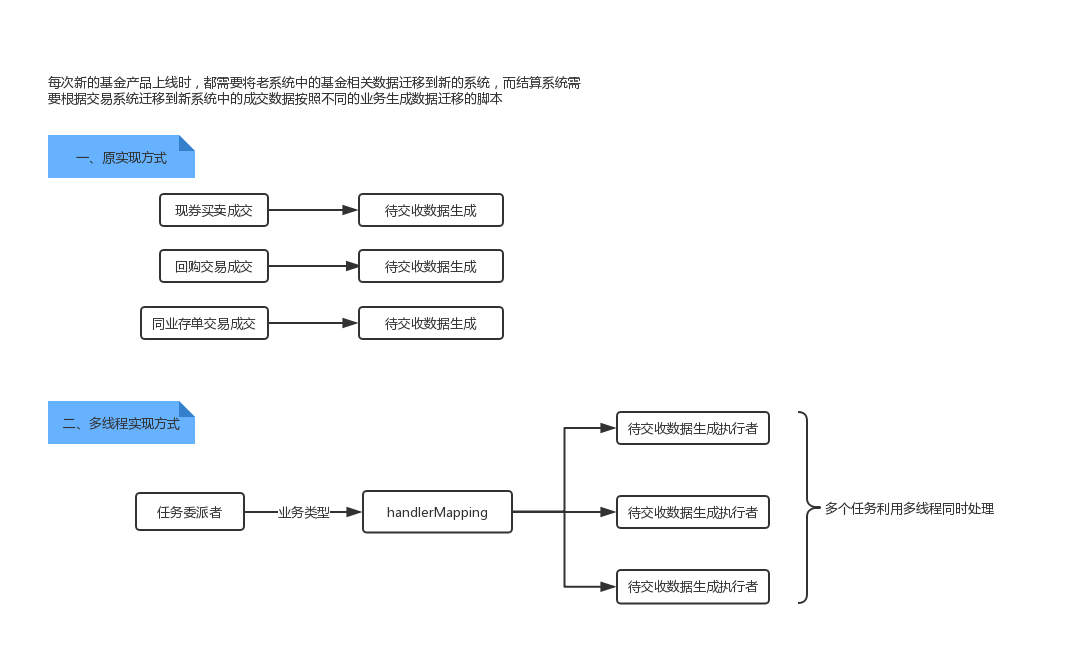 每次新的基金产品上线时，都需要将老系统中的基金相关数据迁移到新的系统，而结算系统需
要根据交易系统迁移到新系统中的成交数据按照不同的业务生成数据迁移的脚本
一、原实现方式
现券买卖成交
待交收数据生成
回购交易成交
待交收数据生成
同业存单交易成交
待交收数据生成
二、多线程实现方式
待交收数据生成执行者
任务委派者
业务类型
handlerMapping
待交收数据生成执行者
多个任务利用多线程同时处理
待交收数据生成执行者